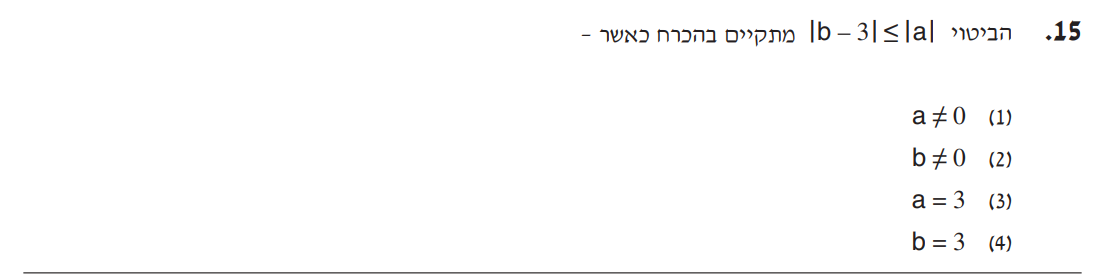 15. הביטוי |b – 3| ≤ |a| מתקיים בהכרח כאשר –
(1) a ≠ 0
(2) b ≠ 0
(3) a = 3
(4) b = 3